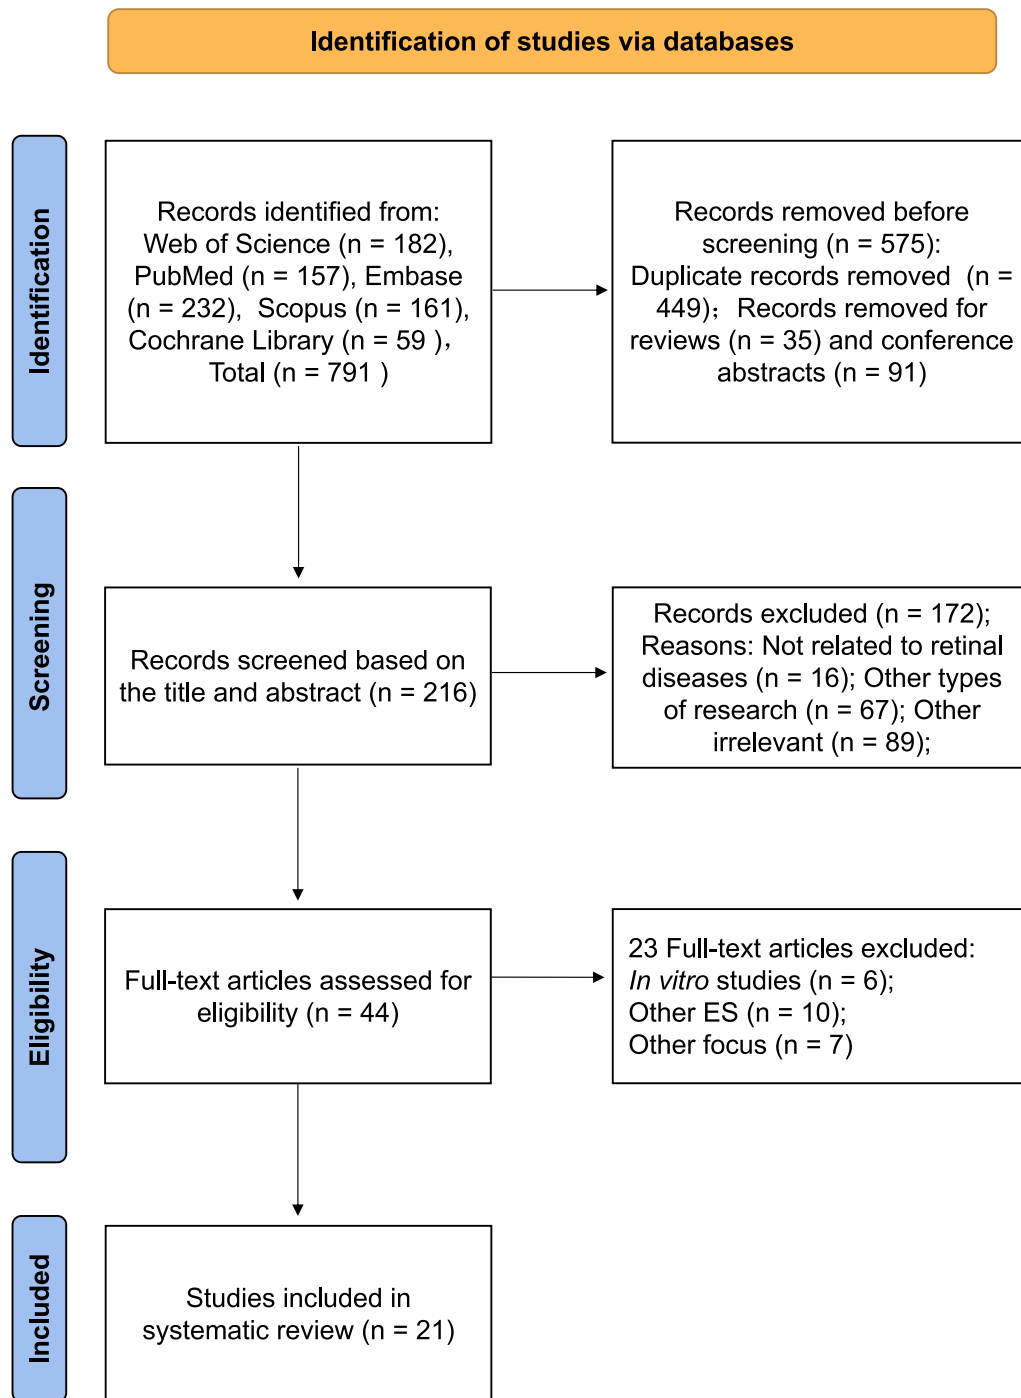 Identification of studies via databases
Identification
Records identified from:
Web of Science (n = 182),
PubMed (n = 157), Embase
(n = 232),  Scopus (n = 161),
Cochrane Library (n = 59 )，
Total (n = 791 )
Records removed before
screening (n = 575):
Duplicate records removed  (n =
449)；Records removed for
reviews (n = 35) and conference
abstracts (n = 91)
Screening
Records screened based on
the title and abstract (n = 216)
Records excluded (n = 172);
Reasons: Not related to retinal
diseases (n = 16); Other types
of research (n = 67); Other
irrelevant (n = 89);
Eligibility
Full-text articles assessed for
eligibility (n = 44)
23 Full-text articles excluded:
In vitro studies (n = 6);
Other ES (n = 10);
Other focus (n = 7)
Included
Studies included in
systematic review (n = 21)